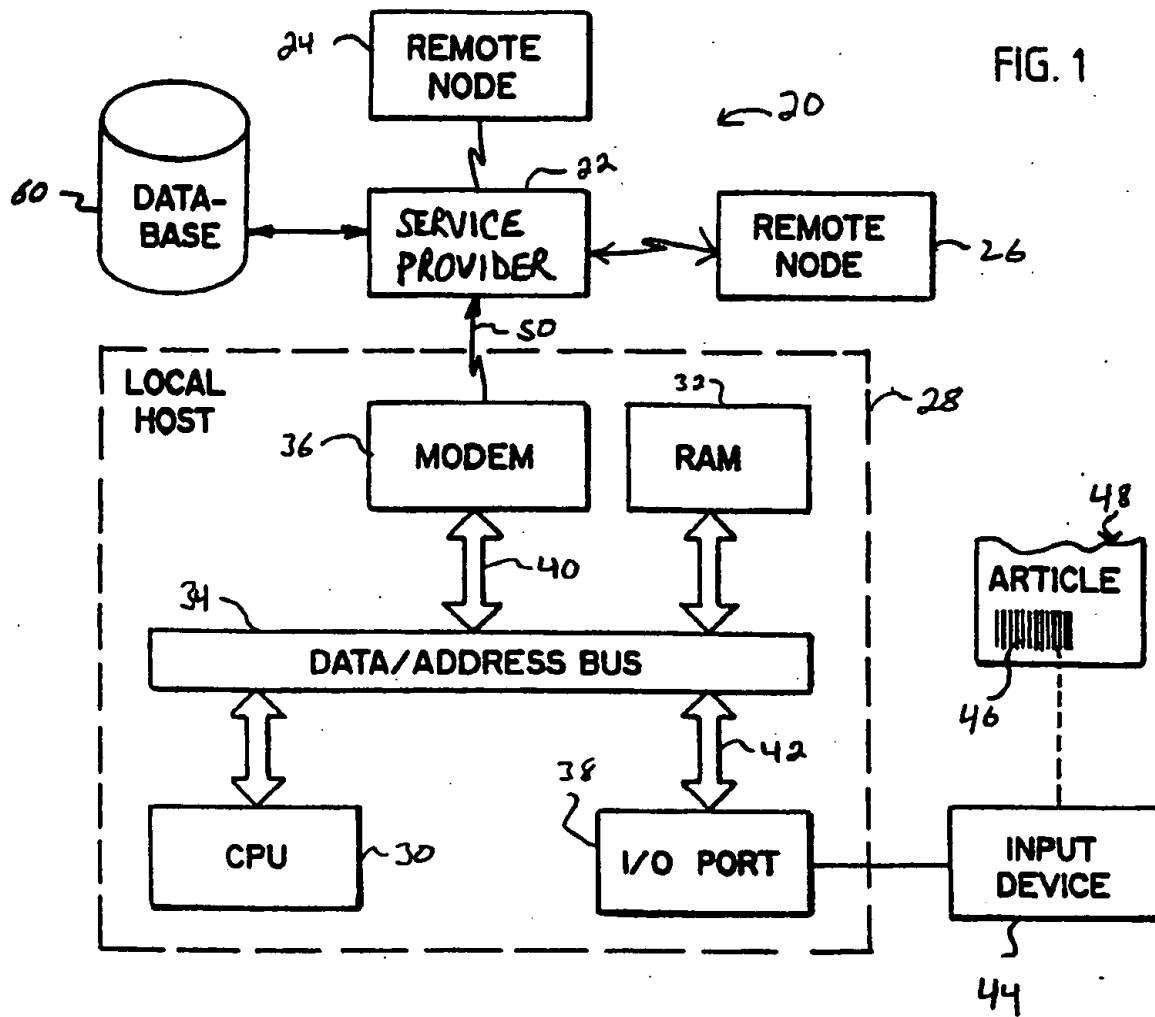 FIG. 1
24
REMOTE
NODE
20
60
DATA-
BASE
22
SERVICE
PROVIDER
REMOTE
NODE
26
50
LOCAL
HOST
28
36
MODEM
32
RAM
40
48
ARTICLE
46
34
DATA/ADDRESS BUS
42
CPU
30
38
I/O PORT
INPUT
DEVICE
44